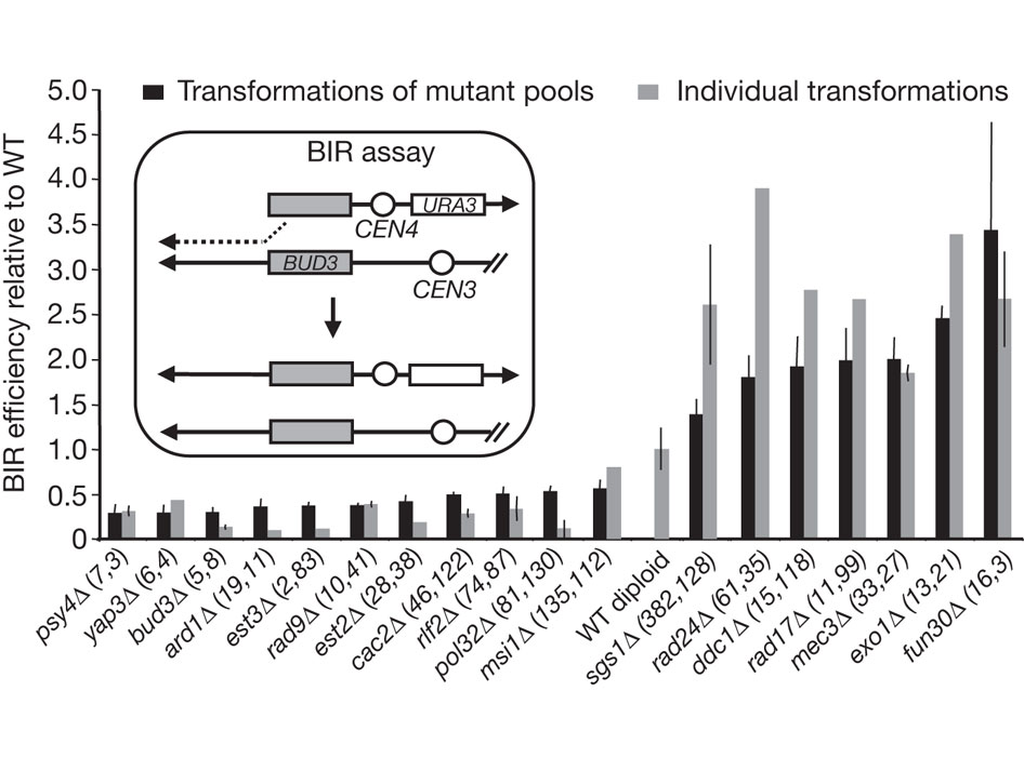 BIR efficiency relative to WT
5.0
4.5
4.0
3.5
3.0
2.5
2.0
1.5
1.0
0.5
0
Transformations of mutant pools
Individual transformations
BIR assay
URA3
CEN4
BUD3
CEN3
psy4Δ (7,3)
yap3Δ (6,4)
bud3Δ (5,8)
ard1Δ (19,11)
est3Δ (2,83)
rad9Δ (10,41)
est2Δ (28,38)
cac2Δ (46,122)
rlf2Δ (74,87)
pol32Δ (81,130)
msi1Δ (135,112)
WT diploid
sgs1Δ (382,128)
rad24Δ (61,35)
ddc1Δ (15,118)
rad17Δ (11,99)
mec3Δ (33,27)
exo1Δ (13,21)
fun30Δ (16,3)